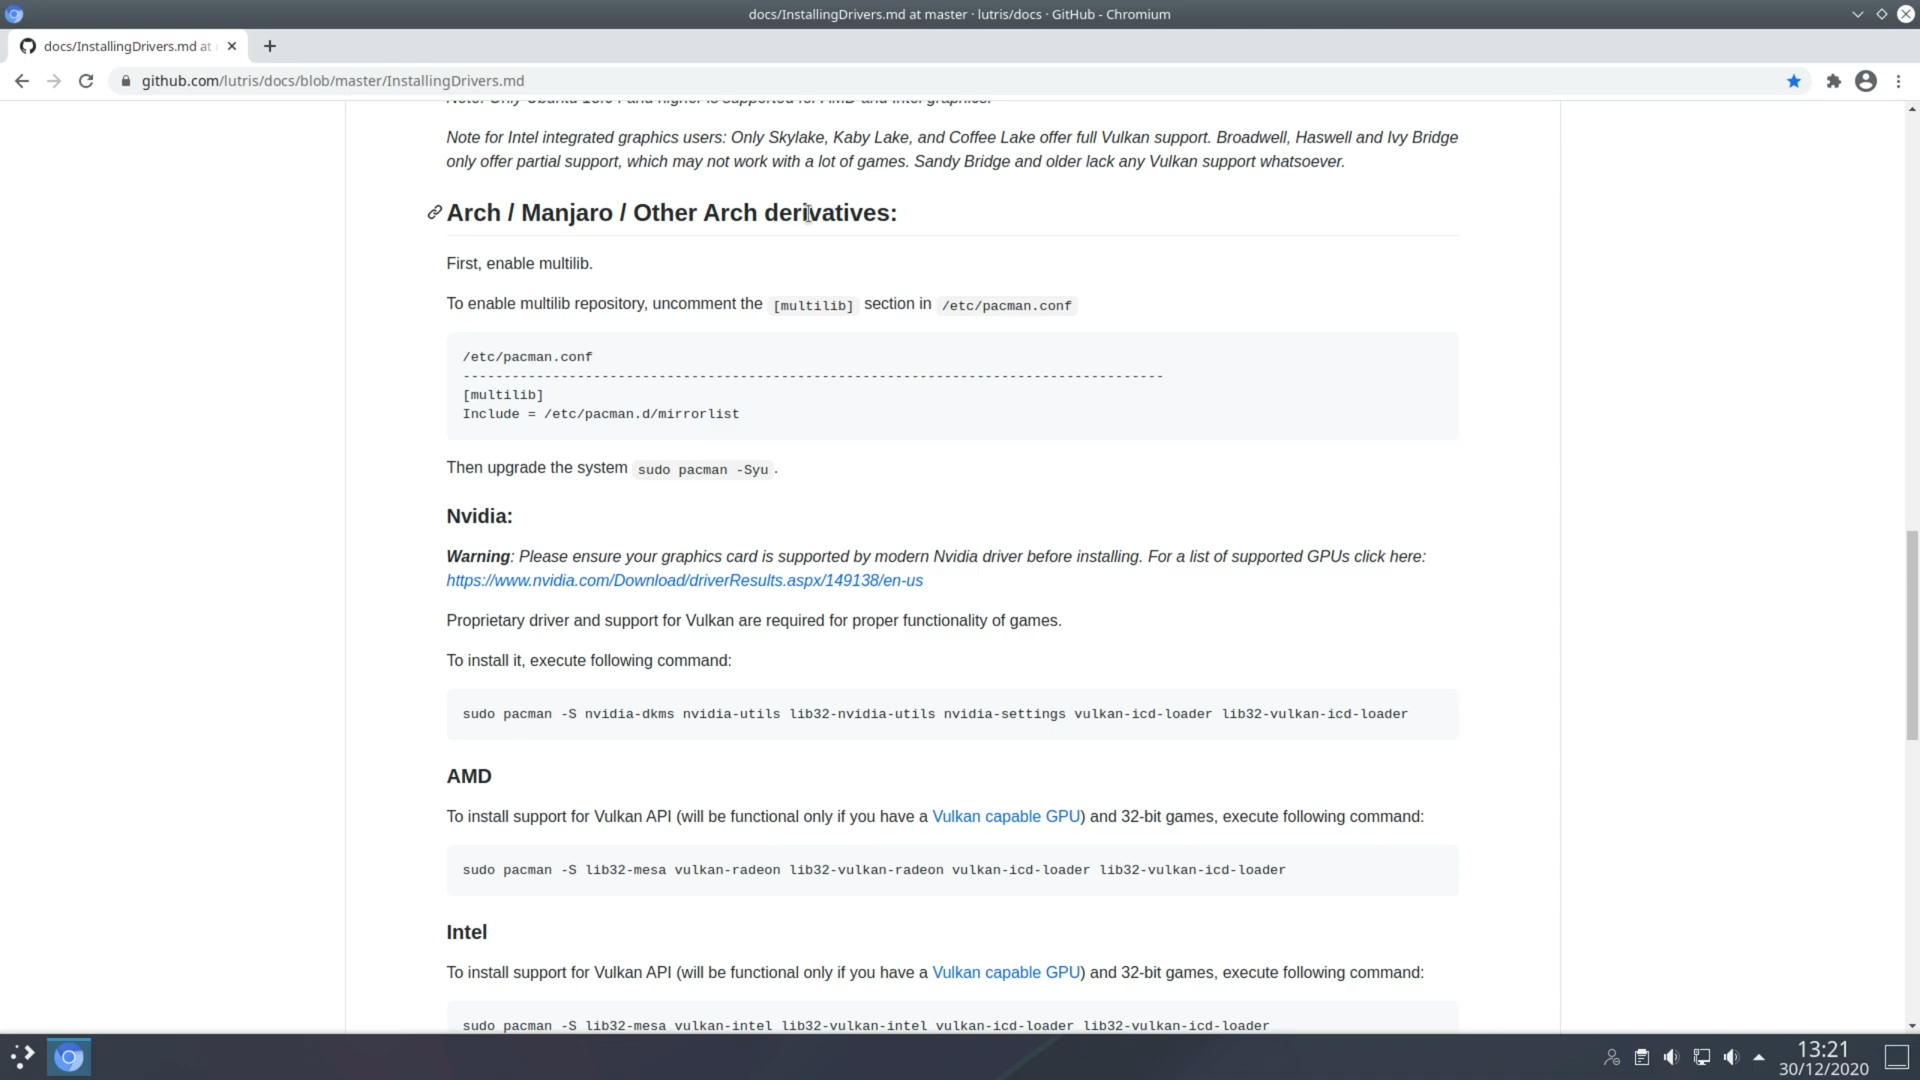 docs/InstallingDrivers.md at master · lutris/docs · GitHub - Chromium
docs/InstallingDrivers.md at
github.com/lutris/docs/blob/master/InstallingDrivers.md
Note for Intel integrated graphics users: Only Skylake, Kaby Lake, and Coffee Lake offer full Vulkan support. Broadwell, Haswell and Ivy Bridge
only offer partial support, which may not work with a lot of games. Sandy Bridge and older lack any Vulkan support whatsoever.
Arch / Manjaro / Other Arch derivatives:
First, enable multilib.
To enable multilib repository, uncomment the [multilib] section in /etc/pacman.conf
/etc/pacman.conf
--------------------------------------------------------------------------------------
[multilib]
Include = /etc/pacman.d/mirrorlist
Then upgrade the system sudo pacman -Syu.
Nvidia:
Warning: Please ensure your graphics card is supported by modern Nvidia driver before installing. For a list of supported GPUs click here:
https://www.nvidia.com/Download/driverResults.aspx/149138/en-us
Proprietary driver and support for Vulkan are required for proper functionality of games.
To install it, execute following command:
sudo pacman -S nvidia-dkms nvidia-utils lib32-nvidia-utils nvidia-settings vulkan-icd-loader lib32-vulkan-icd-loader
AMD
To install support for Vulkan API (will be functional only if you have a Vulkan capable GPU) and 32-bit games, execute following command:
sudo pacman -S lib32-mesa vulkan-radeon lib32-vulkan-radeon vulkan-icd-loader lib32-vulkan-icd-loader
Intel
To install support for Vulkan API (will be functional only if you have a Vulkan capable GPU) and 32-bit games, execute following command:
sudo pacman -S lib32-mesa vulkan-intel lib32-vulkan-intel vulkan-icd-loader lib32-vulkan-icd-loader
13:21
30/12/2020